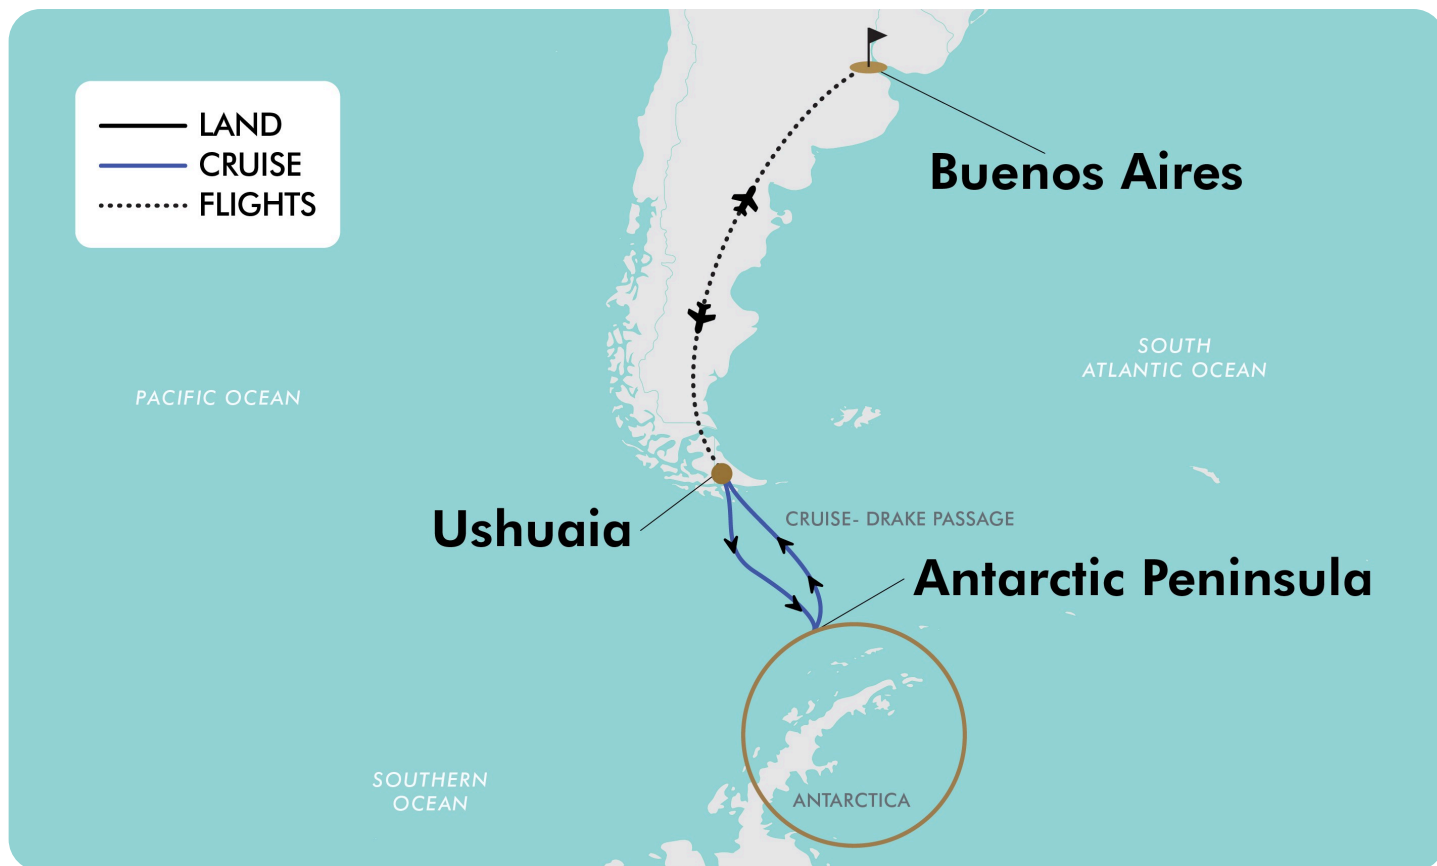 LAND
CRUISE
FLIGHTS
Buenos Aires
SOUTH
ATLANTIC OCEAN
PACIFIC OCEAN
Ushuaia
CRUISE- DRAKE PASSAGE
Antarctic Peninsula
SOUTHERN
OCEAN
ANTARCTICA